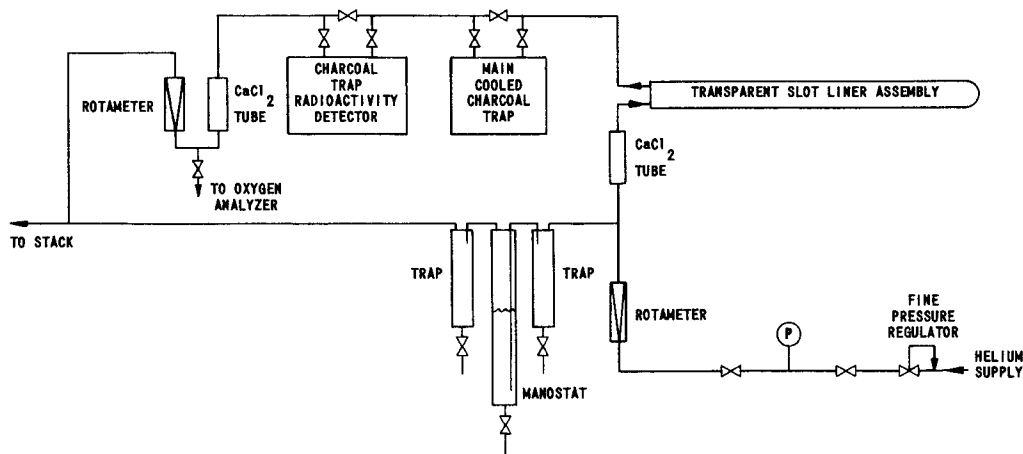 CHARCOAL
TRAP
RADIOACTIVITY
DETECTOR
MAIN
COOLED
CHARCOAL
TRAP
TRANSPARENT SLOT LINER ASSEMBLY
ROTAMETER
CaCl2
TUBE
CaCl2
TUBE
TO OXYGEN
ANALYZER
TO STACK
TRAP
TRAP
MANOSTAT
ROTAMETER
P
FINE
PRESSURE
REGULATOR
HELIUM
SUPPLY